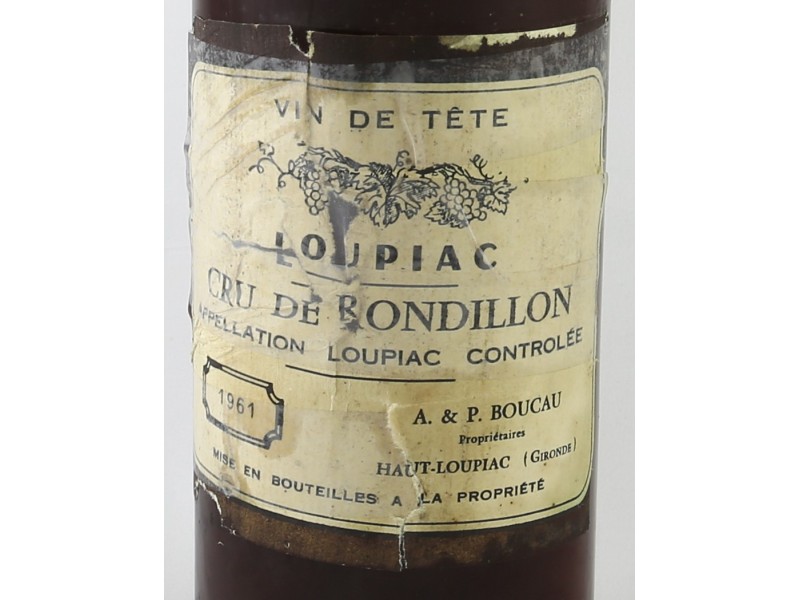 VIN DE TÊTE
LOUPIAC
CRU DE RONDILLON
APPELLATION LOUPIAC CONTROLÉE
1961
A. & P. BOUCAU
Propriétaires
HAUT-LOUPIAC (GIRONDE)
MISE EN BOUTEILLES A LA PROPRIÉTÉ